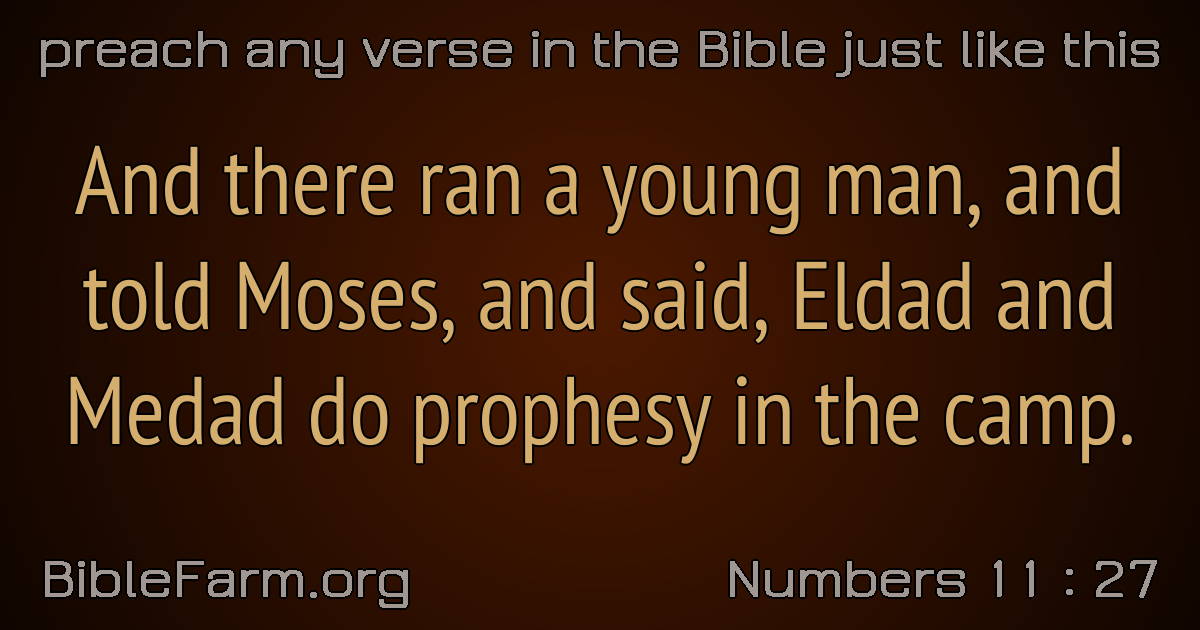 preach any verse in the Bible just like this
And there ran a young man, and
told Moses, and said, Eldad and
Medad do prophesy in the camp.
BibleFarm.org
Numbers 11 : 27